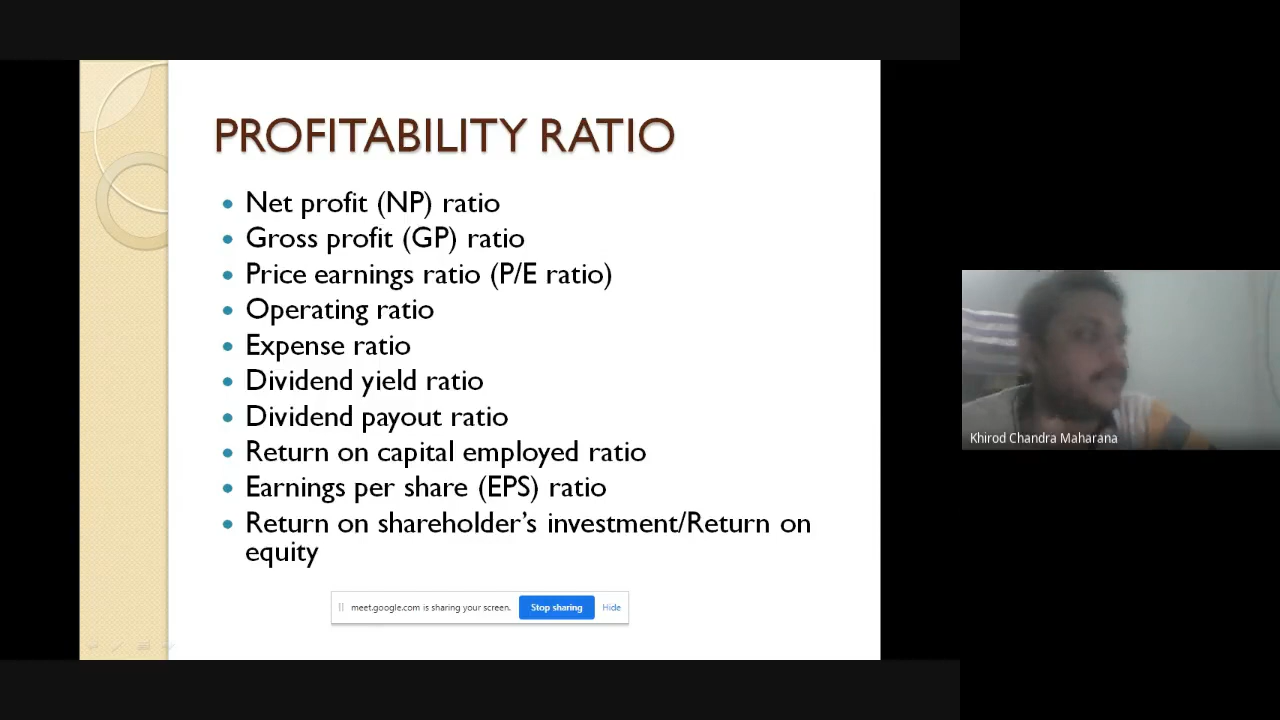 PROFITABILITY RATIO
• Net profit (NP) ratio
• Gross profit (GP) ratio
• Price earnings ratio (P/E ratio)
• Operating ratio
• Expense ratio
• Dividend yield ratio
• Dividend payout ratio
• Return on capital employed ratio
• Earnings per share (EPS) ratio
• Return on shareholder’s investment/Return on
equity
meet.google.com is sharing your screen. Stop sharing Hide
Khirod Chandra Maharana